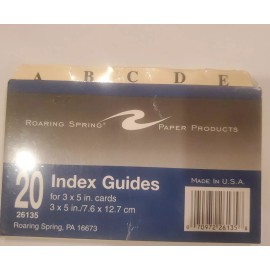 A B C D E
ROARING SPRING PAPER PRODUCTS
20 Index Guides
MADE IN U.S.A.
for 3 x 5 in. cards
26135 3 x 5 in./7.6 x 12.7 cm
Roaring Spring, PA 16673